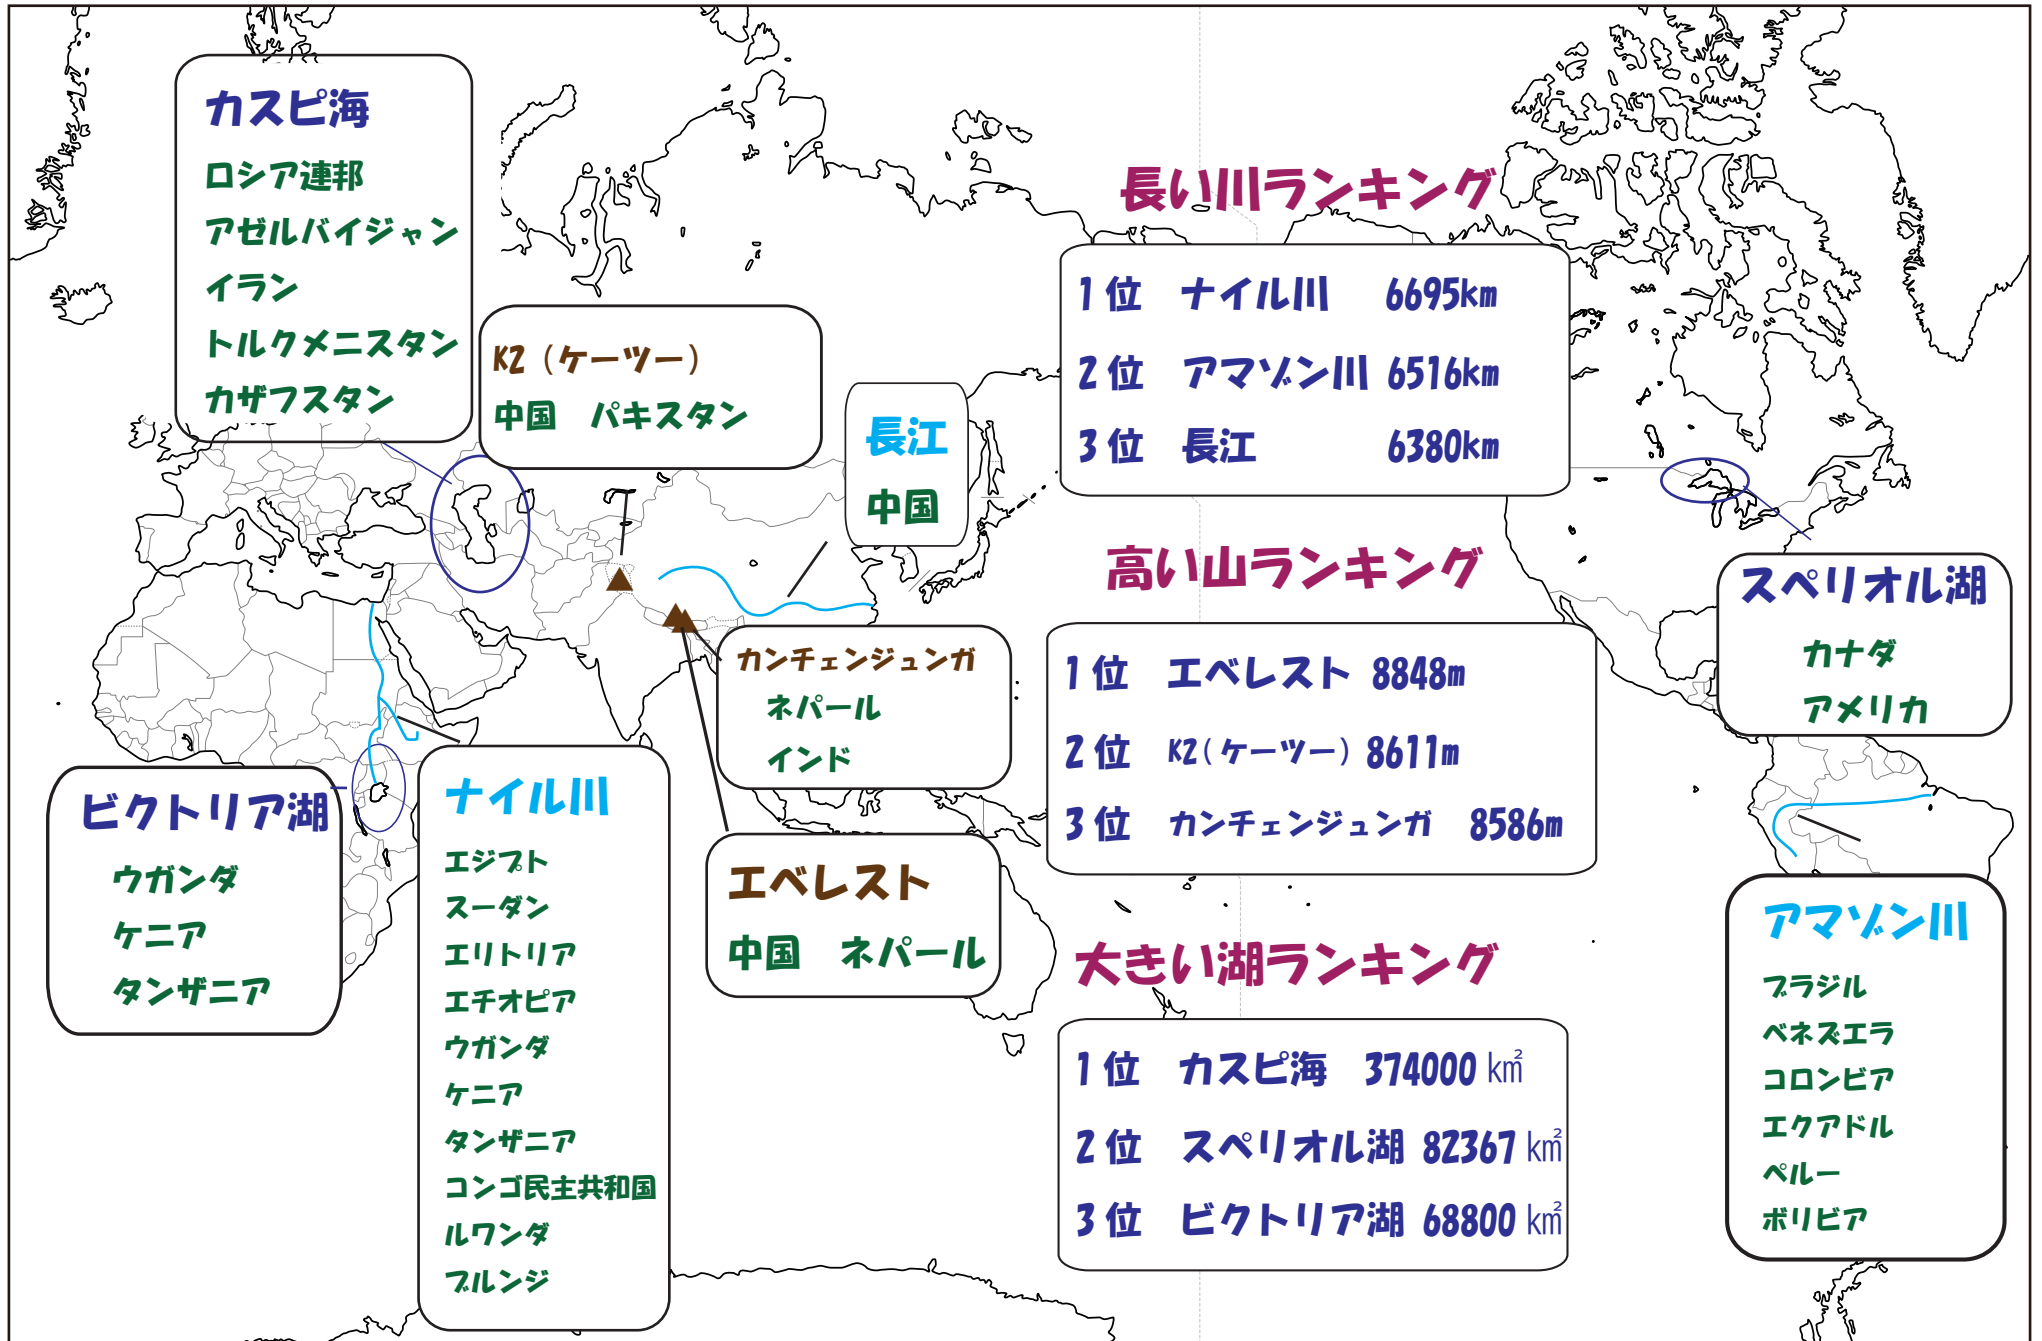 カスピ海
ロシア連邦
アゼルバイジャン
イラン
トルクメニスタン
カザフスタン
K2（ケーツー）
中国　パキスタン
長江
中国
長い川ランキング
1位　ナイル川　6695km
2位　アマゾン川 6516km
3位　長江　6380km
高い山ランキング
1位　エベレスト 8848m
2位　K2(ケーツー) 8611m
3位　カンチェンジュンガ　8586m
大きい湖ランキング
1位　カスピ海　374000 km²
2位　スペリオル湖 82367 km²
3位　ビクトリア湖 68800 km²
スペリオル湖
カナダ
アメリカ
カンチェンジュンガ
ネパール
インド
エベレスト
中国　ネパール
ビクトリア湖
ウガンダ
ケニア
タンザニア
ナイル川
エジプト
スーダン
エリトリア
エチオピア
ウガンダ
ケニア
タンザニア
コンゴ民主共和国
ルワンダ
ブルンジ
アマゾン川
ブラジル
ベネズエラ
コロンビア
エクアドル
ペルー
ボリビア